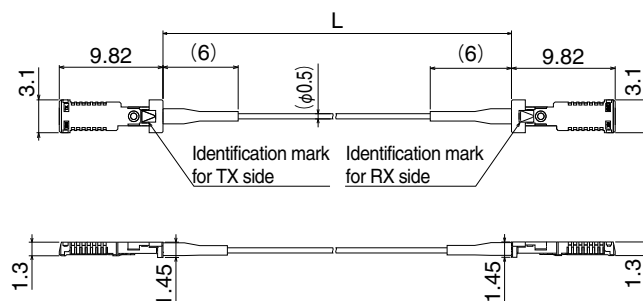 L
9.82
(6)
(6)
9.82
3.1
(φ0.5)
3.1
Identification mark
for TX side
Identification mark
for RX side
1.3
1.45
1.45
1.3